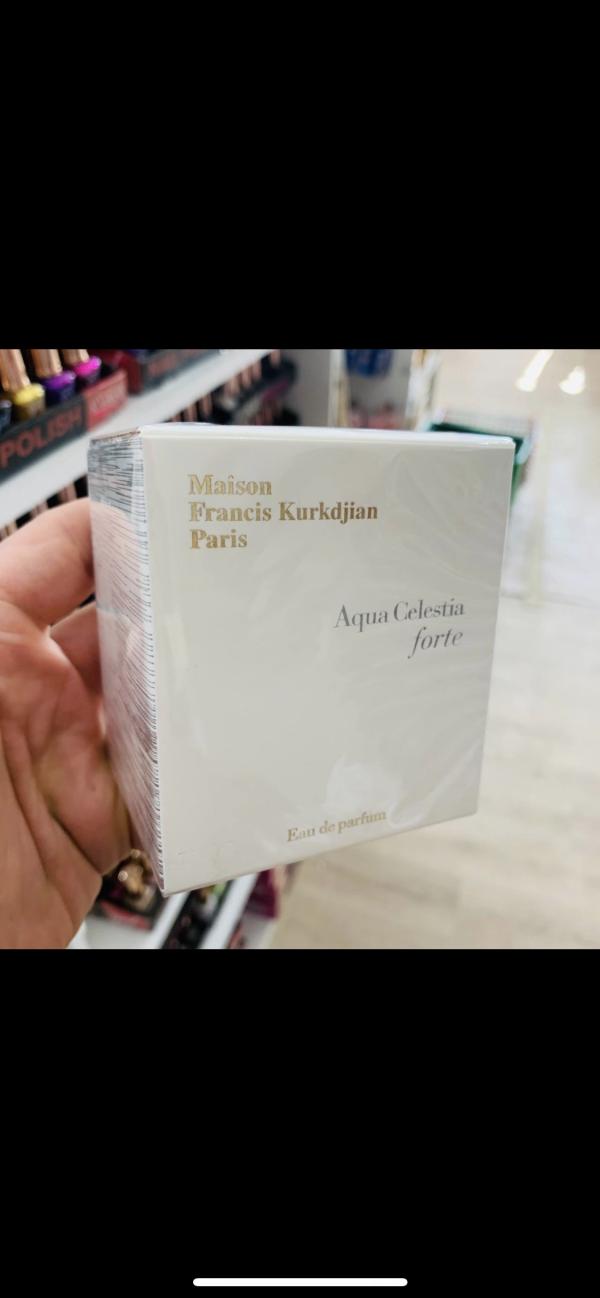 POLISH
Maison
Francis Kurkdjian
Paris
Aqua Celestia
forte
Eau de parfum